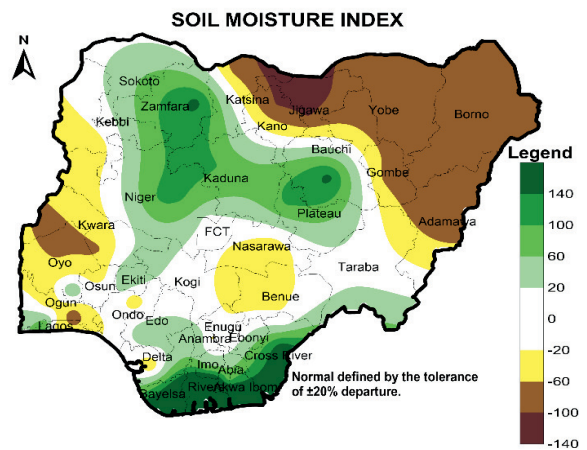 SOIL MOISTURE INDEX
N
Sokoto
Zamfara
Katsina
Jigawa
Yobe
Borno
Kebbi
Kano
Bauchi
Gombe
Kaduna
Niger
Plateau
Adamawa
Kwara
FCT
Nasarawa
Oyo
Taraba
Osun
Ekiti
Kogi
Benue
Ogun
Ondo
Edo
Enugu
Lagos
Anambra
Ebonyi
Delta
Imo
Abia
Cross River
Bayelsa
Rivers
Akwa Ibom
Normal defined by the tolerance
of ±20% departure.
Legend
140
100
60
20
0
-20
-60
-100
-140